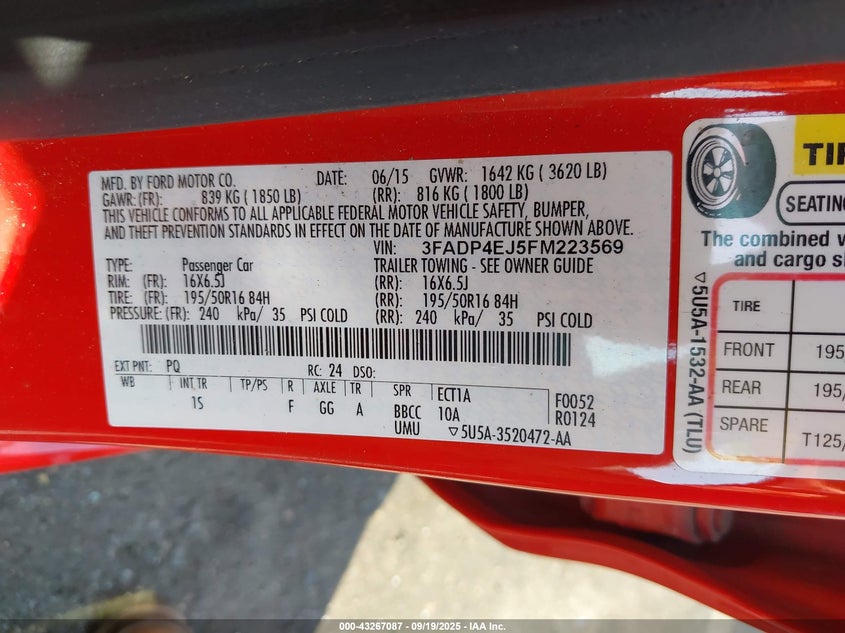 MFD. BY FORD MOTOR CO. DATE: 06/15 GVWR: 1642 KG ( 3620 LB)
GAWR: (FR): 839 KG ( 1850 LB) (RR): 816 KG ( 1800 LB)
THIS VEHICLE CONFORMS TO ALL APPLICABLE FEDERAL MOTOR VEHICLE SAFETY, BUMPER,
AND THEFT PREVENTION STANDARDS IN EFFECT ON THE DATE OF MANUFACTURE SHOWN ABOVE.
VIN: 3FADP4EJ5FM223569
TYPE: Passenger Car TRAILER TOWING - SEE OWNER GUIDE
RIM: (FR): 16X6.5J (RR): 16X6.5J
TIRE: (FR): 195/50R16 84H (RR): 195/50R16 84H
PRESSURE: (FR): 240 kPa/ 35 PSI COLD (RR): 240 kPa/ 35 PSI COLD
EXT PNT: PQ RC: 24 DSO:
WB INT TR TP/PS R AXLE TR SPR ECT1A F0052
15 F GG A BBCC 10A R0124
UMU ▽5U5A-3520472-AA
TIR
SEATING
The combined
and cargo
▽5U5A-1532-AA (TLU)
TIRE
FRONT 195
REAR 195/
SPARE T125/
000-43267087 - 09/19/2025 - IAA Inc.